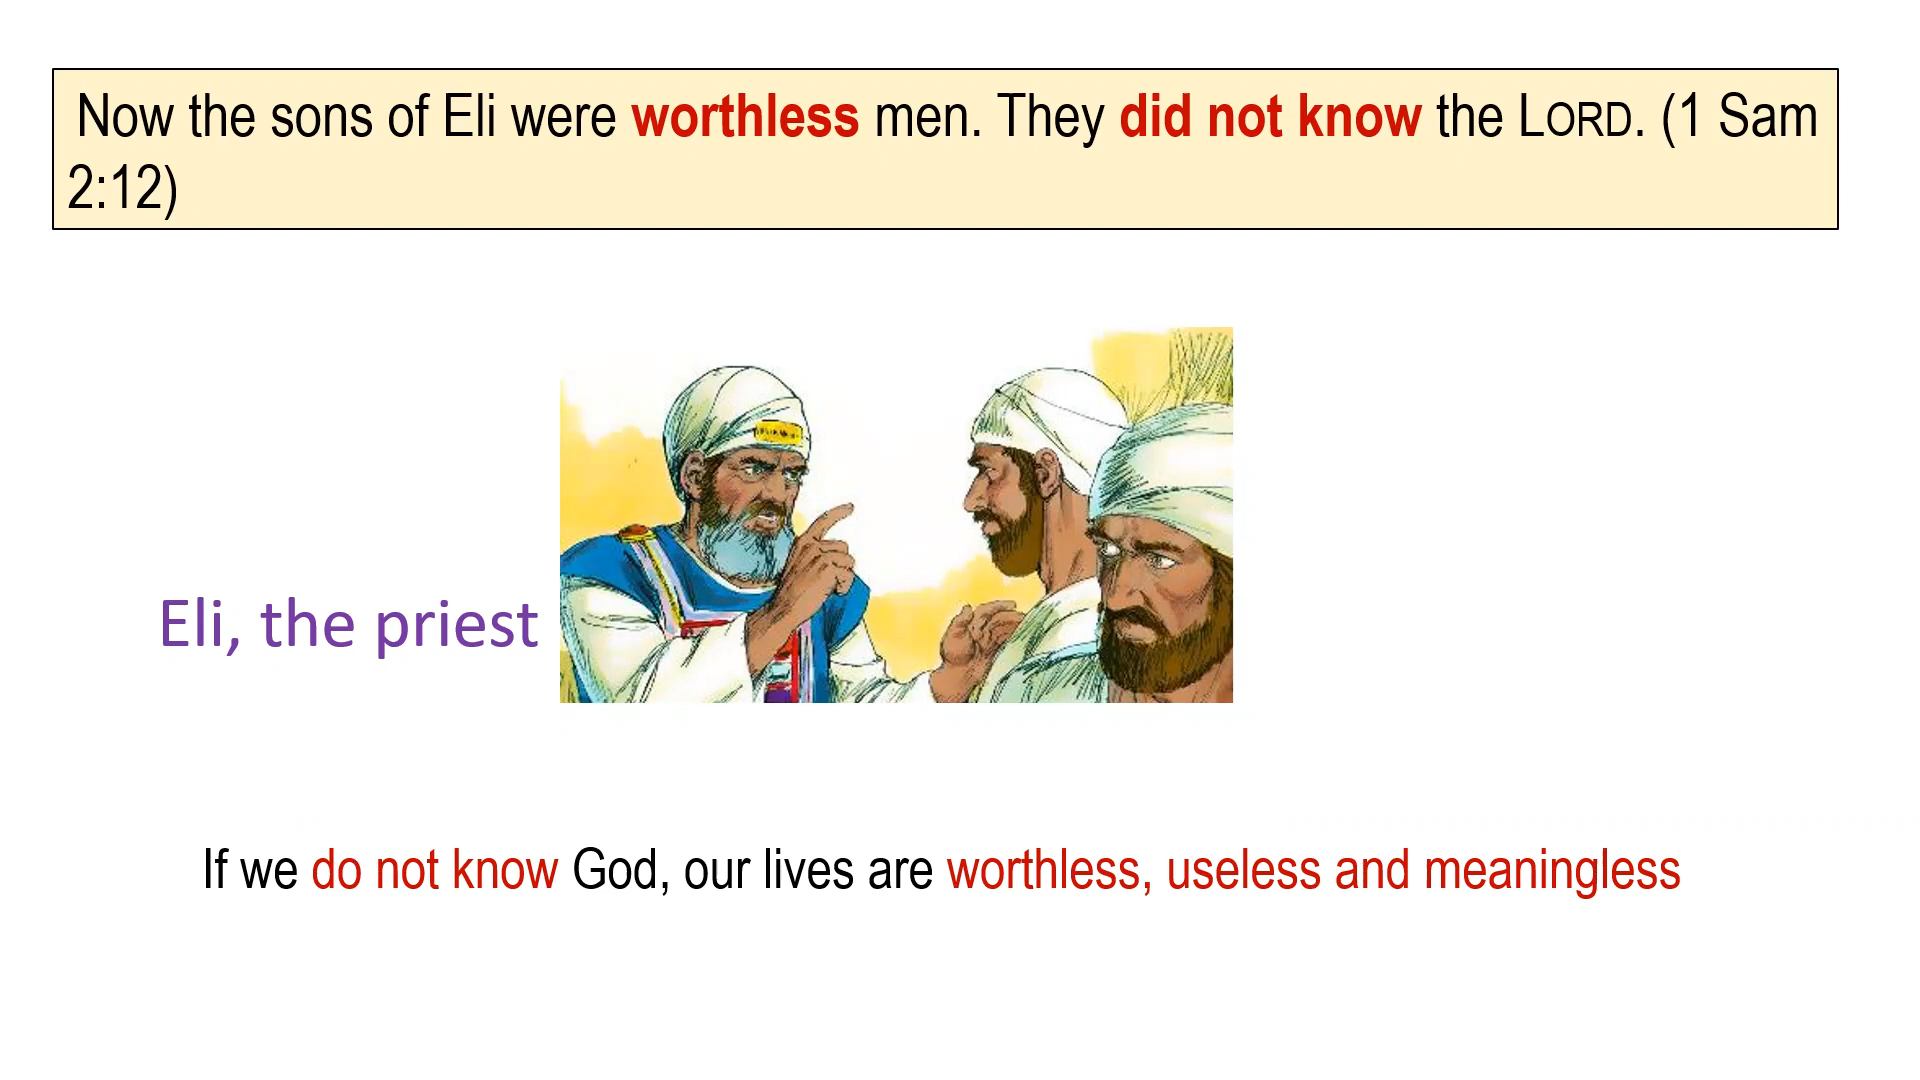 Now the sons of Eli were worthless men. They did not know the LORD. (1 Sam
2:12)
Eli, the priest
If we do not know God, our lives are worthless, useless and meaningless